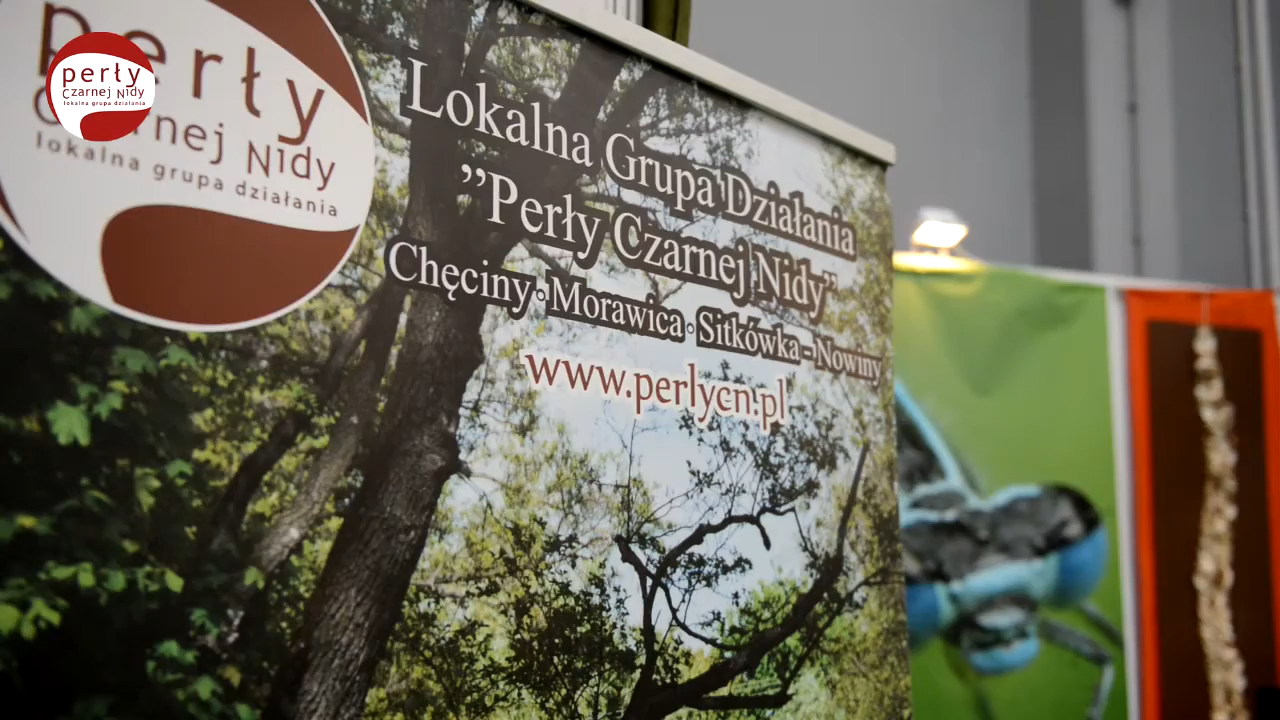 perły
Czarnej Nidy
lokalna grupa działania
perły
Czarnej Nidy
lokalna grupa działania
Lokalna Grupa Działania
”Perły Czarnej Nidy”
Chęciny • Morawica • Sitkówka - Nowiny
www.perlycn.pl